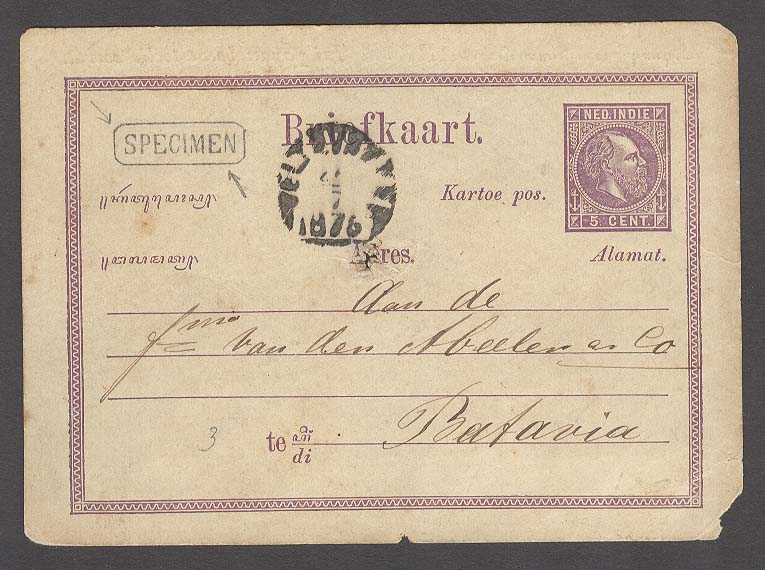 NED. INDIE
Briefkaart.
SPECIMEN
Kartoe pos.
5 CENT.
1876
Adres.
Alamat.
Aan de
van den Abeelen & Co
3
te
di
Batavia